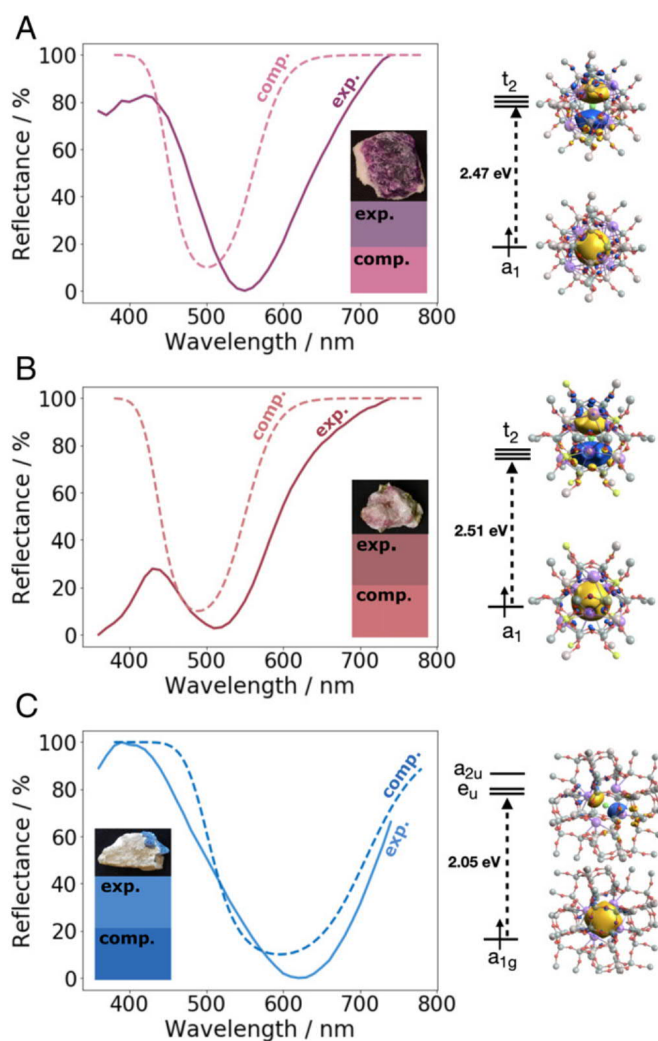 A
Reflectance / %
100
80
60
40
20
0
400
500
600
700
800
Wavelength / nm
comp.
exp.
exp.
comp.
t2
2.47 eV
a1
B
Reflectance / %
100
80
60
40
20
0
400
500
600
700
800
Wavelength / nm
comp.
exp.
exp.
comp.
t2
2.51 eV
a1
C
Reflectance / %
100
80
60
40
20
0
400
500
600
700
800
Wavelength / nm
comp.
exp.
exp.
comp.
a2u
eu
2.05 eV
a1g